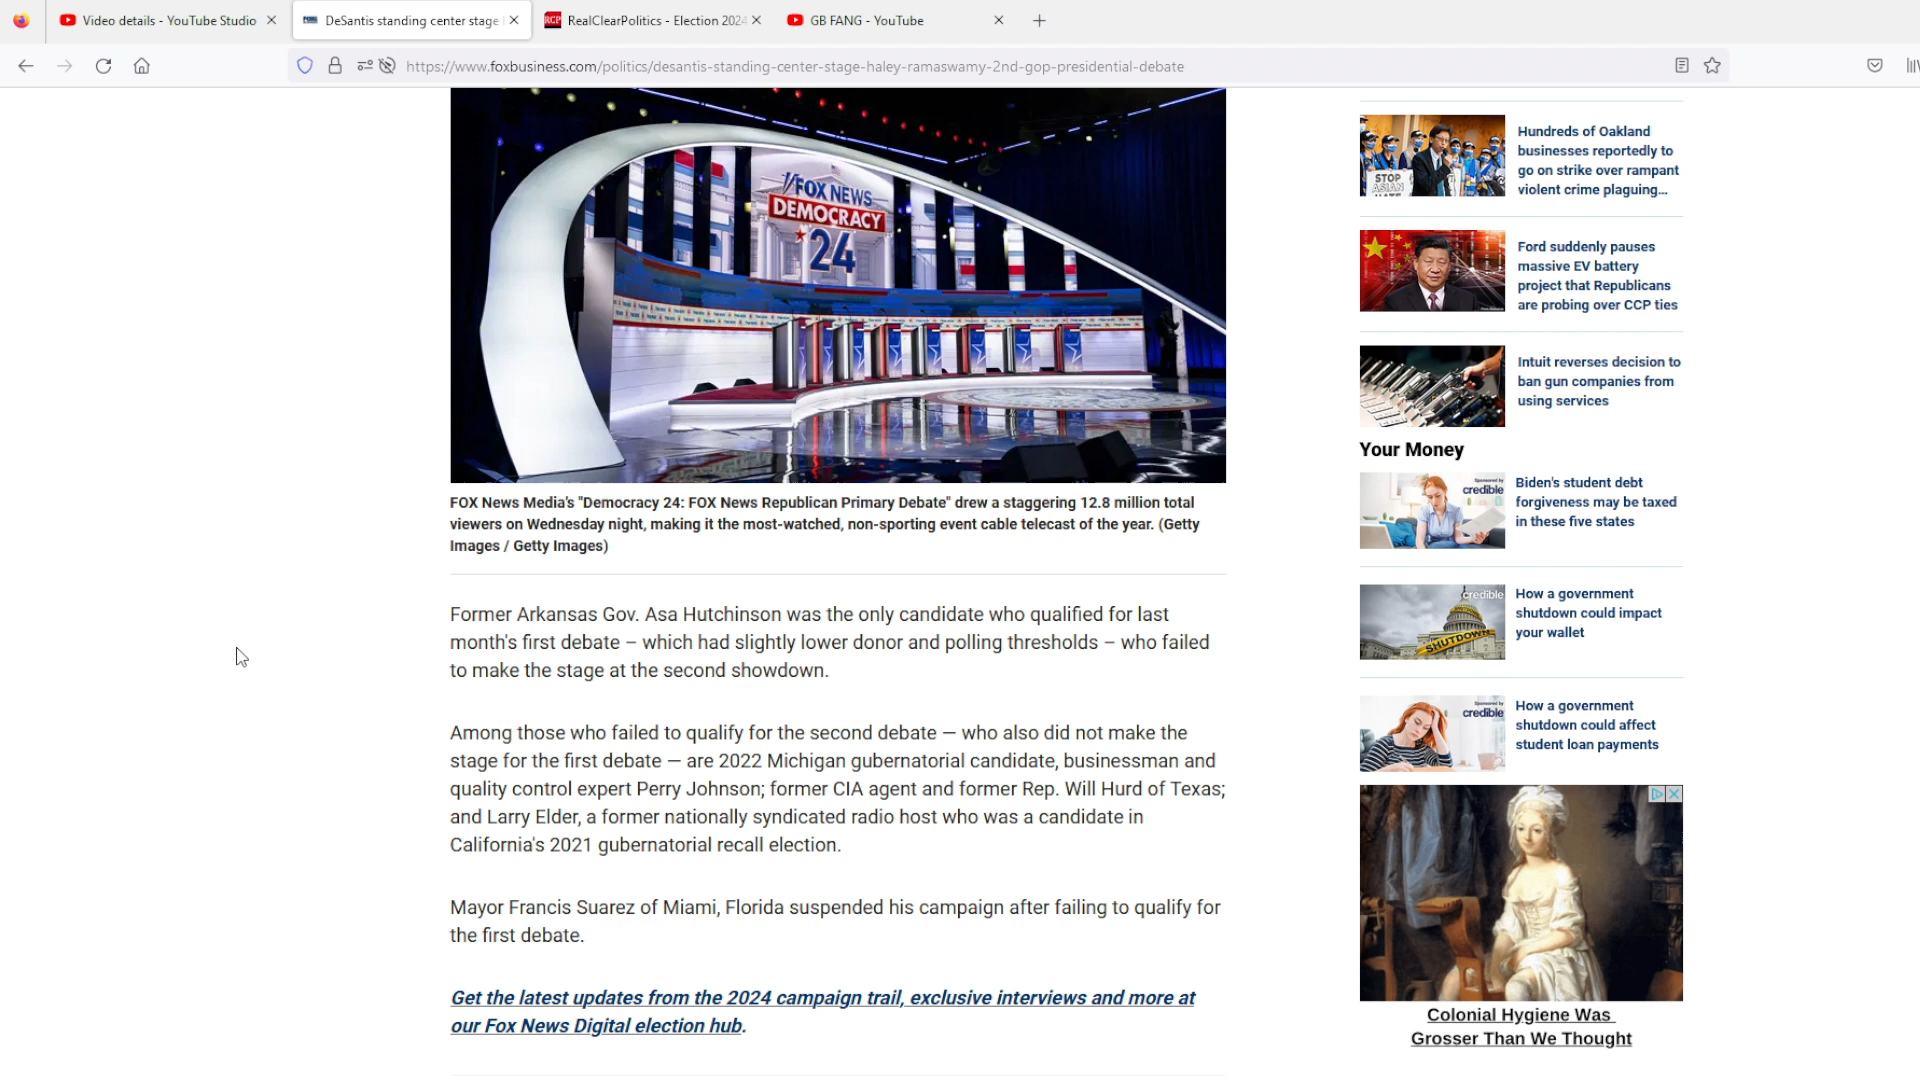 Video details - YouTube Studio
DeSantis standing center stage
RealClearPolitics - Election 2024
GB FANG - YouTube
https://www.foxbusiness.com/politics/desantis-standing-center-stage-haley-ramaswamy-2nd-gop-presidential-debate
FOX NEWS
DEMOCRACY
24
FOX News Media's "Democracy 24: FOX News Republican Primary Debate" drew a staggering 12.8 million total
viewers on Wednesday night, making it the most-watched, non-sporting event cable telecast of the year. (Getty
Images / Getty Images)
Former Arkansas Gov. Asa Hutchinson was the only candidate who qualified for last
month's first debate – which had slightly lower donor and polling thresholds – who failed
to make the stage at the second showdown.
Among those who failed to qualify for the second debate — who also did not make the
stage for the first debate — are 2022 Michigan gubernatorial candidate, businessman and
quality control expert Perry Johnson; former CIA agent and former Rep. Will Hurd of Texas;
and Larry Elder, a former nationally syndicated radio host who was a candidate in
California's 2021 gubernatorial recall election.
Mayor Francis Suarez of Miami, Florida suspended his campaign after failing to qualify for
the first debate.
Get the latest updates from the 2024 campaign trail, exclusive interviews and more at
our Fox News Digital election hub.
STOP
ASIAN
Hundreds of Oakland
businesses reportedly to
go on strike over rampant
violent crime plaguing...
Ford suddenly pauses
massive EV battery
project that Republicans
are probing over CCP ties
Intuit reverses decision to
ban gun companies from
using services
Your Money
Sponsored by
credible
Biden's student debt
forgiveness may be taxed
in these five states
credible
SHUTDOWN
How a government
shutdown could impact
your wallet
Sponsored by
credible
How a government
shutdown could affect
student loan payments
Colonial Hygiene Was
Grosser Than We Thought